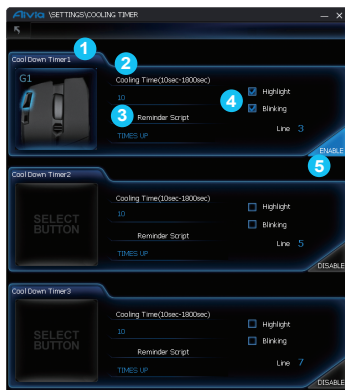 Aivia \SETTINGS\COOLING TIMER
1
Cool Down Timer1
2
G1
Cooling Time(10sec-1800sec)
10
3
Reminder Script
TIMES UP
4
Highlight
Blinking
Line 3
ENABLE
5
Cool Down Timer2
SELECT
BUTTON
Cooling Time(10sec-1800sec)
10
Reminder Script
TIMES UP
Highlight
Blinking
Line 5
DISABLE
Cool Down Timer3
SELECT
BUTTON
Cooling Time(10sec-1800sec)
10
Reminder Script
TIMES UP
Highlight
Blinking
Line 7
DISABLE